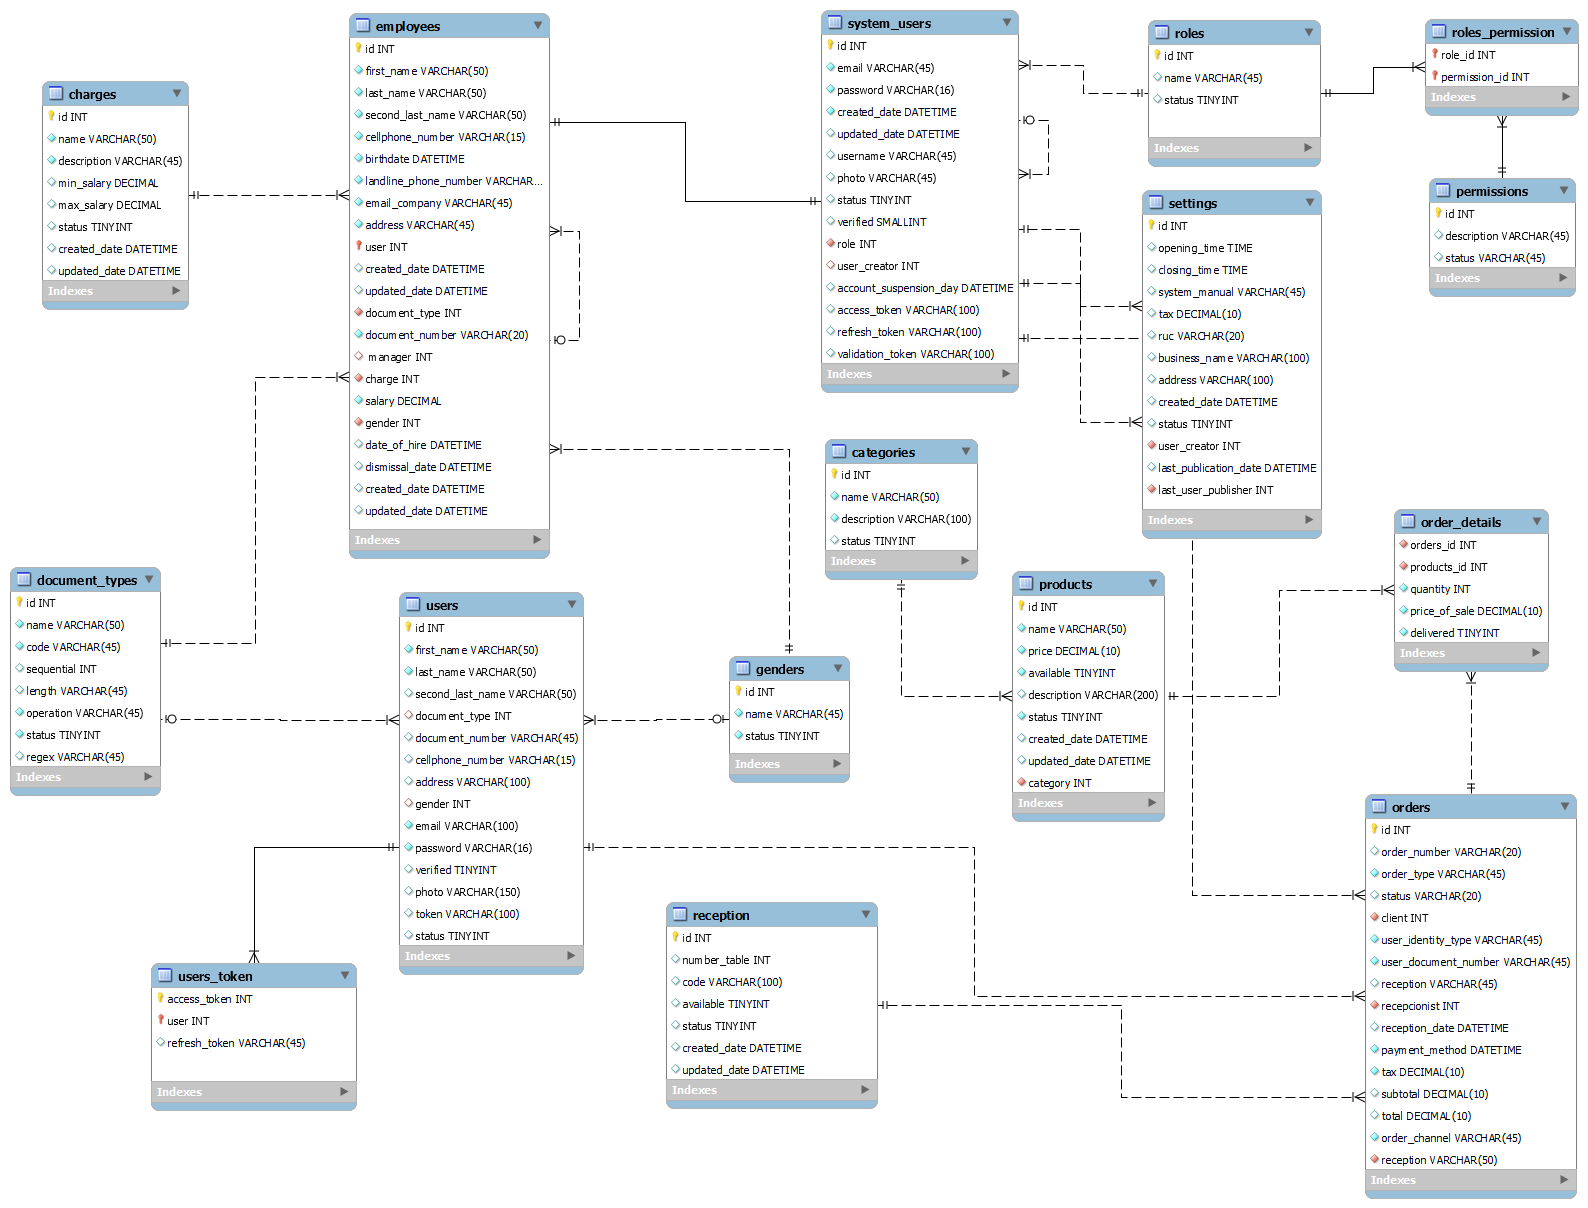 employees
id INT
first_name VARCHAR(50)
last_name VARCHAR(50)
second_last_name VARCHAR(50)
cellphone_number VARCHAR(15)
birthdate DATETIME
landline_phone_number VARCHAR...
email_company VARCHAR(45)
address VARCHAR(45)
user INT
created_date DATETIME
updated_date DATETIME
document_type INT
document_number VARCHAR(20)
manager INT
charge INT
salary DECIMAL
gender INT
date_of_hire DATETIME
dismissal_date DATETIME
created_date DATETIME
updated_date DATETIME
Indexes
system_users
id INT
email VARCHAR(45)
password VARCHAR(16)
created_date DATETIME
updated_date DATETIME
username VARCHAR(45)
photo VARCHAR(45)
status TINYINT
verified SMALLINT
role INT
user_creator INT
account_suspension_day DATETIME
access_token VARCHAR(100)
refresh_token VARCHAR(100)
validation_token VARCHAR(100)
Indexes
roles
id INT
name VARCHAR(45)
status TINYINT
Indexes
roles_permission
role_id INT
permission_id INT
Indexes
charges
id INT
name VARCHAR(50)
description VARCHAR(45)
min_salary DECIMAL
max_salary DECIMAL
status TINYINT
created_date DATETIME
updated_date DATETIME
Indexes
permissions
id INT
description VARCHAR(45)
status VARCHAR(45)
Indexes
settings
id INT
opening_time TIME
closing_time TIME
system_manual VARCHAR(45)
tax DECIMAL(10)
ruc VARCHAR(20)
business_name VARCHAR(100)
address VARCHAR(100)
created_date DATETIME
status TINYINT
user_creator INT
last_publication_date DATETIME
last_user_publisher INT
Indexes
categories
id INT
name VARCHAR(50)
description VARCHAR(100)
status TINYINT
Indexes
order_details
orders_id INT
products_id INT
quantity INT
price_of_sale DECIMAL(10)
delivered TINYINT
Indexes
document_types
id INT
name VARCHAR(50)
code VARCHAR(45)
sequential INT
length VARCHAR(45)
operation VARCHAR(45)
status TINYINT
regex VARCHAR(45)
Indexes
products
id INT
name VARCHAR(50)
price DECIMAL(10)
available TINYINT
description VARCHAR(200)
status TINYINT
created_date DATETIME
updated_date DATETIME
category INT
Indexes
users
id INT
first_name VARCHAR(50)
last_name VARCHAR(50)
second_last_name VARCHAR(50)
document_type INT
document_number VARCHAR(45)
cellphone_number VARCHAR(15)
address VARCHAR(100)
gender INT
email VARCHAR(100)
password VARCHAR(16)
verified TINYINT
photo VARCHAR(150)
token VARCHAR(100)
status TINYINT
Indexes
genders
id INT
name VARCHAR(45)
status TINYINT
Indexes
orders
id INT
order_number VARCHAR(20)
order_type VARCHAR(45)
status VARCHAR(20)
client INT
user_identity_type VARCHAR(45)
user_document_number VARCHAR(45)
reception VARCHAR(45)
recepcionist INT
reception_date DATETIME
payment_method DATETIME
tax DECIMAL(10)
subtotal DECIMAL(10)
total DECIMAL(10)
order_channel VARCHAR(45)
reception VARCHAR(50)
Indexes
reception
id INT
number_table INT
code VARCHAR(100)
available TINYINT
status TINYINT
created_date DATETIME
updated_date DATETIME
Indexes
users_token
access_token INT
user INT
refresh_token VARCHAR(45)
Indexes